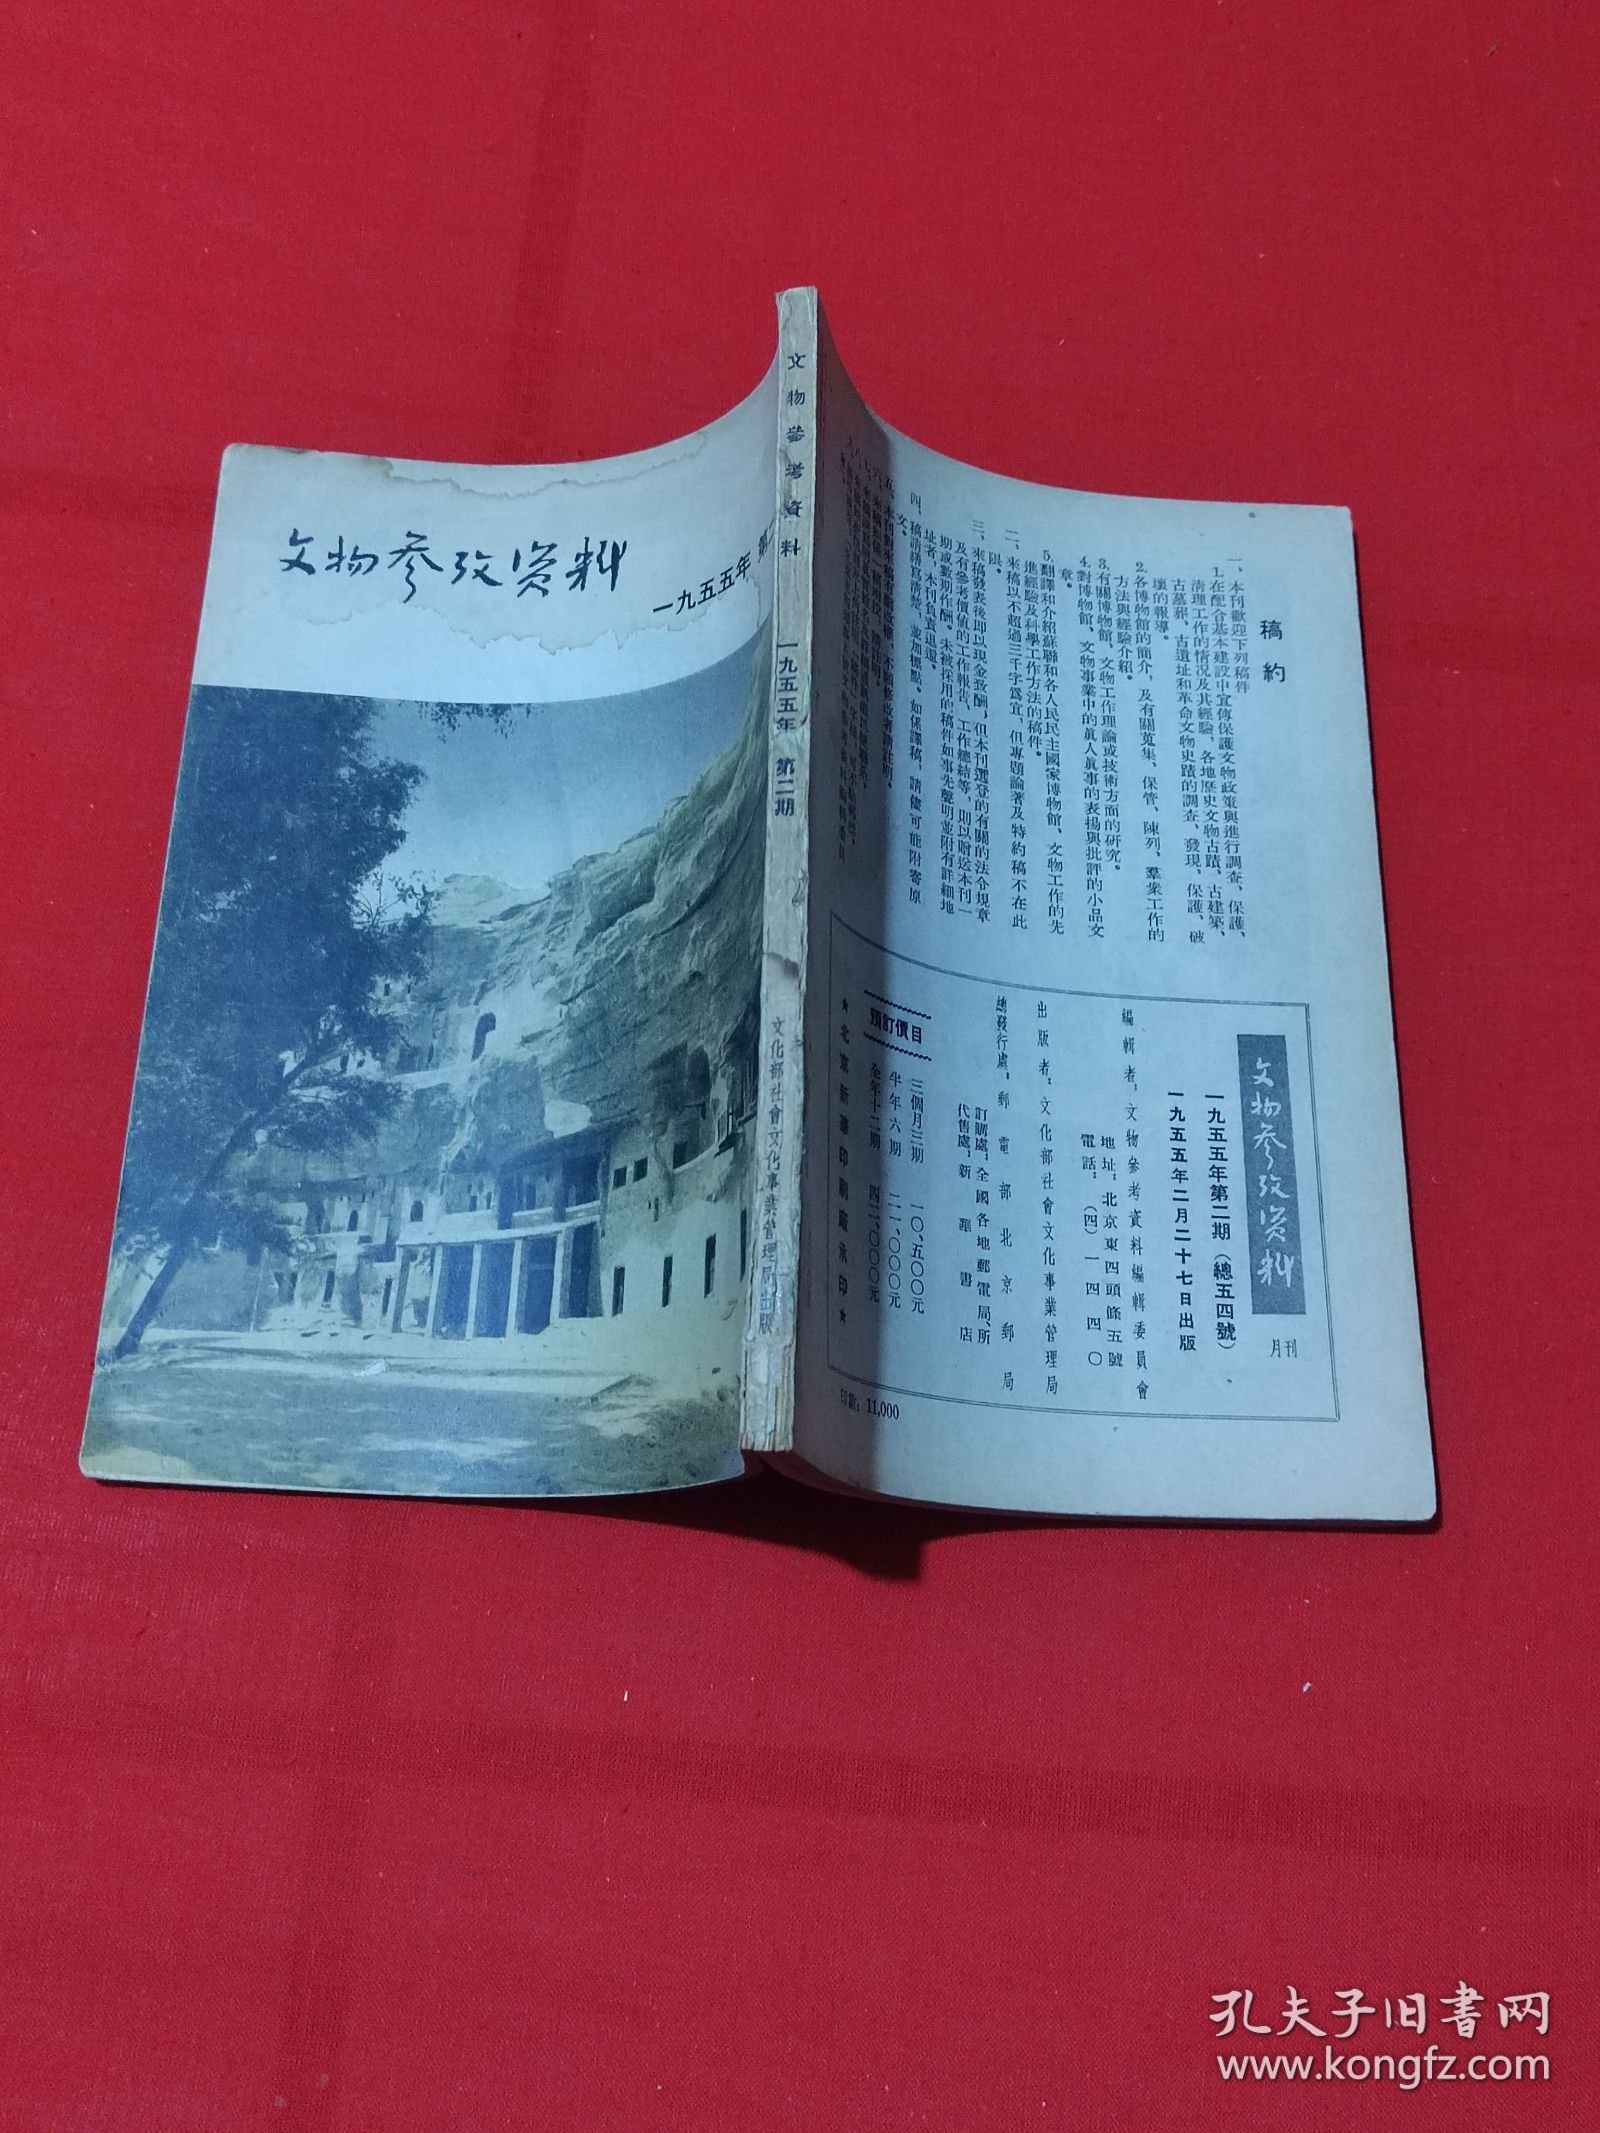 文物参攷资料
一九五五年 第
文物參考資料 一九五五年 第二期 文化部社會文化事業管理局出版
稿約
一、本刊歡迎下列稿件
1.在配合基本建設中宣傳保護文物政策與進行調查、保護、
清理工作的情況及其經驗，各地歷史文物古蹟、古建築、
古墓葬、古遺址和革命文物史蹟的調查、發現、保護、破
壞的報導。
2.各博物館的簡介，及有關蒐集、保管、陳列、羣衆工作的
方法與經驗介紹。
3.有關博物館、文物工作理論或技術方面的研究。
4.對博物館、文物事業中的眞人眞事的表揚與批評的小品文
章。
5.翻譯和介紹蘇聯和各人民民主國家博物館、文物工作的先
進經驗及科學工作方法的稿件。
二、來稿以不超過三千字爲宜，但專題論著及特約稿不在此
限。
三、來稿發表後即以現金致酬，但本刊選登的有關的法令規章
及有參考價值的工作報告、工作總結等，則以贈送本刊一
期或數期作酬。未被採用的稿件如事先聲明並附有詳細地
址者，本刊負責退還。
四、稿請繕寫清楚，並加標點。如係譯稿，請儘可能附寄原
文。
五、本刊對來稿有刪改權，不願修改者請註明。
文物参攷资料
月刊
一九五五年第二期（總五四號）
一九五五年二月二十七日出版
編輯者：文物參考資料編輯委員會
地址：北京東四頭條五號
電話：（四）一四四〇
出版者：文化部社會文化事業管理局
總發行處：郵電部北京郵局
訂購處：全國各地郵電局、所
代售處：新華書店
預訂價目
三個月三期 一〇、五〇〇元
半年六期 二一、〇〇〇元
全年十二期 四二、〇〇〇元
★北京新華印刷廠承印★
印數：11,000
孔夫子旧書网
www.kongfz.com